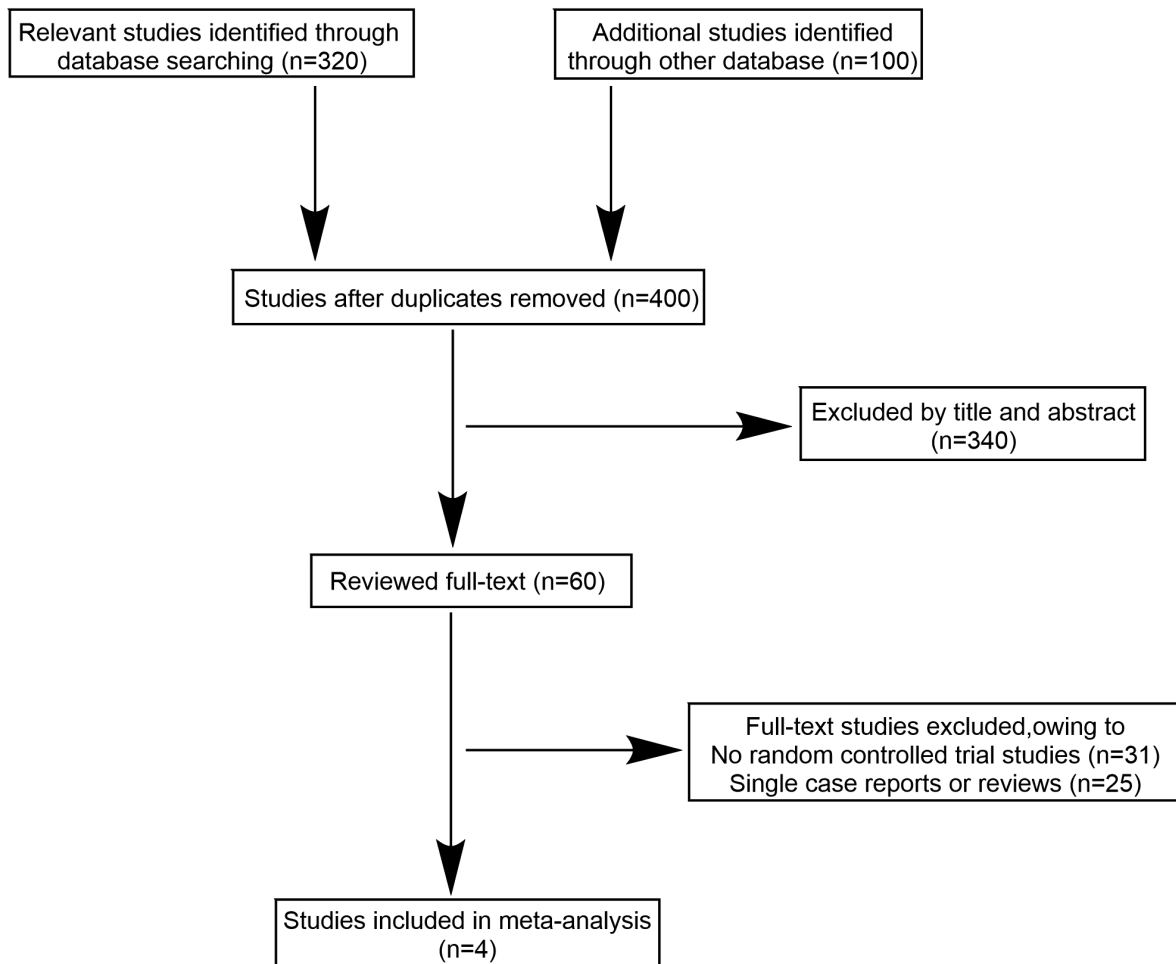 Relevant studies identified through
database searching (n=320)
Additional studies identified
through other database (n=100)
Studies after duplicates removed (n=400)
Excluded by title and abstract
(n=340)
Reviewed full-text (n=60)
Full-text studies excluded,owing to
No random controlled trial studies (n=31)
Single case reports or reviews (n=25)
Studies included in meta-analysis
(n=4)